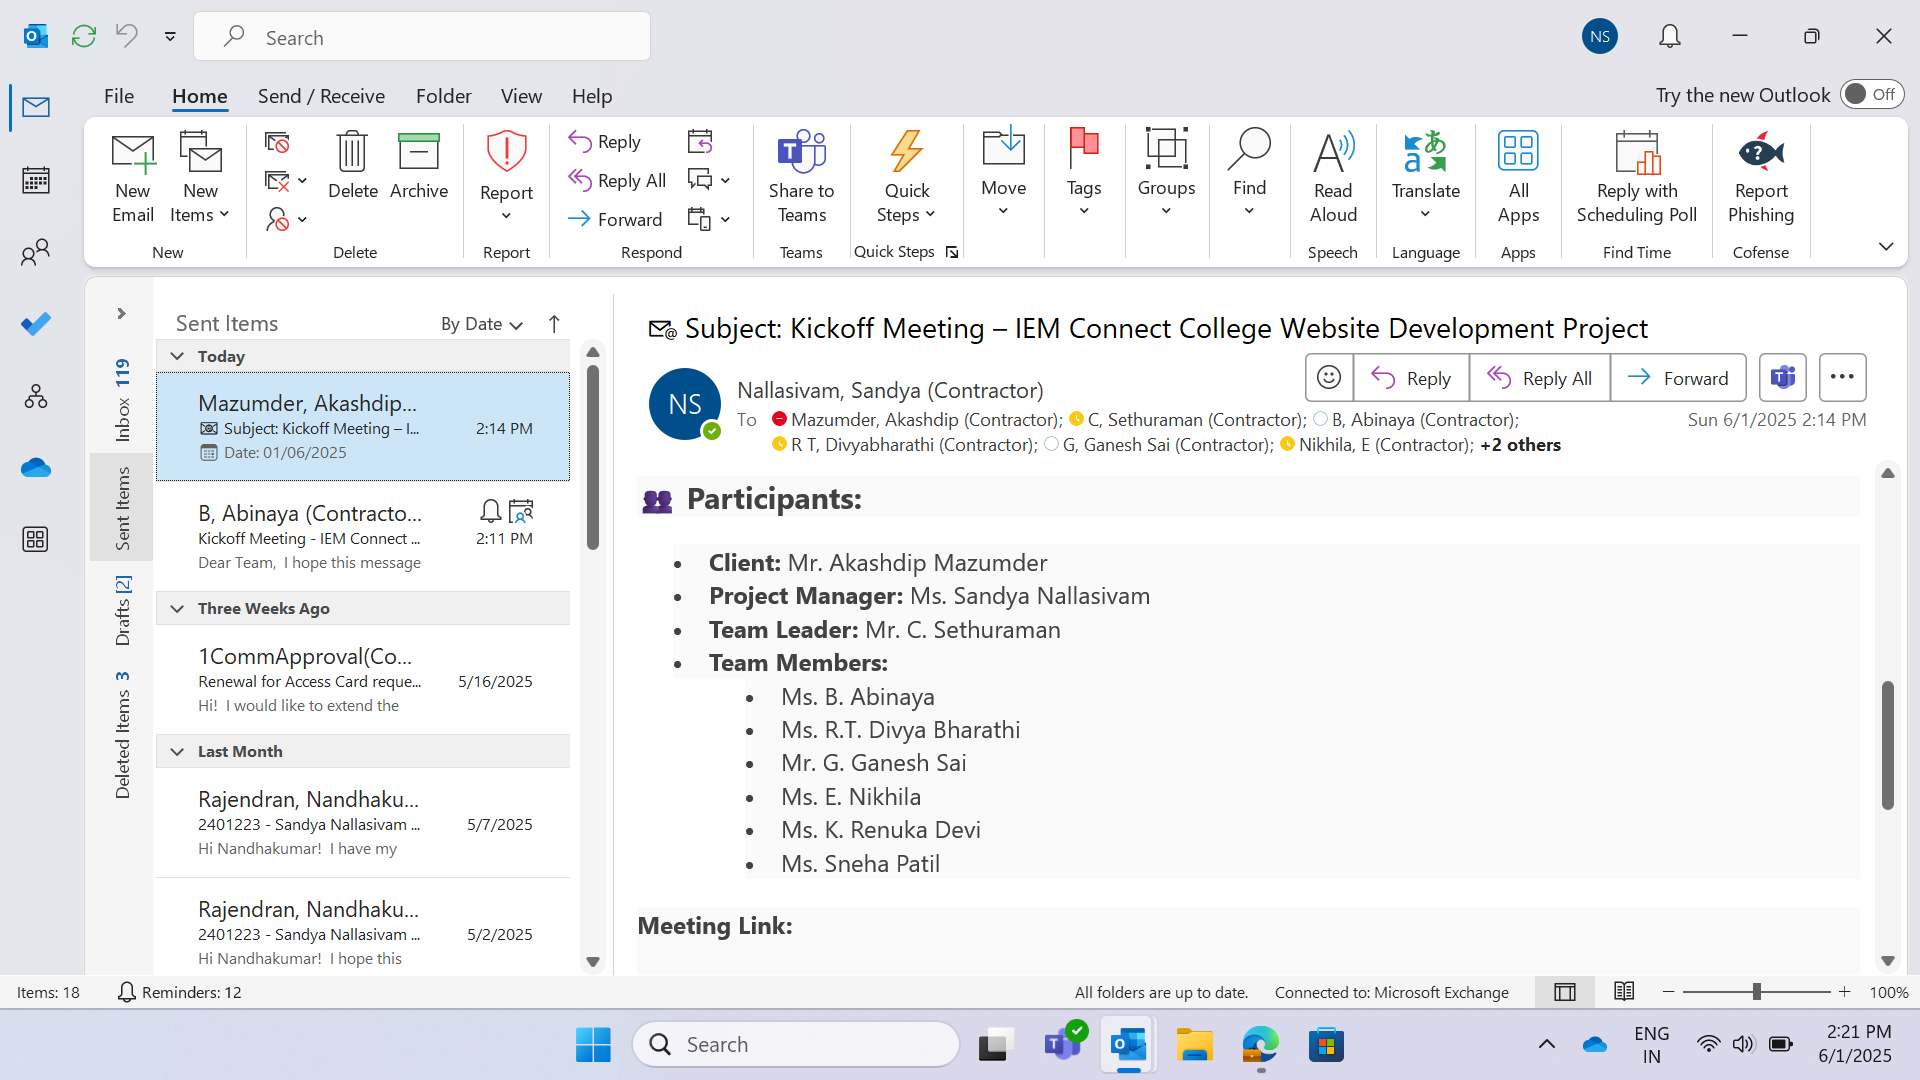 Search
NS
File Home Send / Receive Folder View Help
Try the new Outlook Off
New Email
New Items
New
Delete
Archive
Delete
Report
Report
Reply
Reply All
Forward
Respond
Share to Teams
Teams
Quick Steps
Quick Steps
Move
Tags
Groups
Find
Read Aloud
Speech
Translate
Language
All Apps
Apps
Reply with Scheduling Poll
Find Time
Report Phishing
Cofense
Inbox 119
Sent Items
Drafts [2]
Deleted Items 3
Sent Items By Date
Today
Mazumder, Akashdip...
Subject: Kickoff Meeting – I... 2:14 PM
Date: 01/06/2025
B, Abinaya (Contracto...
Kickoff Meeting - IEM Connect ... 2:11 PM
Dear Team, I hope this message
Three Weeks Ago
1CommApproval(Co...
Renewal for Access Card reque... 5/16/2025
Hi! I would like to extend the
Last Month
Rajendran, Nandhaku...
2401223 - Sandya Nallasivam ... 5/7/2025
Hi Nandhakumar! I have my
Rajendran, Nandhaku...
2401223 - Sandya Nallasivam ... 5/2/2025
Hi Nandhakumar! I hope this
Subject: Kickoff Meeting – IEM Connect College Website Development Project
Reply Reply All Forward
NS
Nallasivam, Sandya (Contractor)
To Mazumder, Akashdip (Contractor); C, Sethuraman (Contractor); B, Abinaya (Contractor); Sun 6/1/2025 2:14 PM
R T, Divyabharathi (Contractor); G, Ganesh Sai (Contractor); Nikhila, E (Contractor); +2 others
Participants:
• Client: Mr. Akashdip Mazumder
• Project Manager: Ms. Sandya Nallasivam
• Team Leader: Mr. C. Sethuraman
• Team Members:
• Ms. B. Abinaya
• Ms. R.T. Divya Bharathi
• Mr. G. Ganesh Sai
• Ms. E. Nikhila
• Ms. K. Renuka Devi
• Ms. Sneha Patil
Meeting Link:
Items: 18 Reminders: 12 All folders are up to date. Connected to: Microsoft Exchange 100%
Search
ENG
IN
2:21 PM
6/1/2025